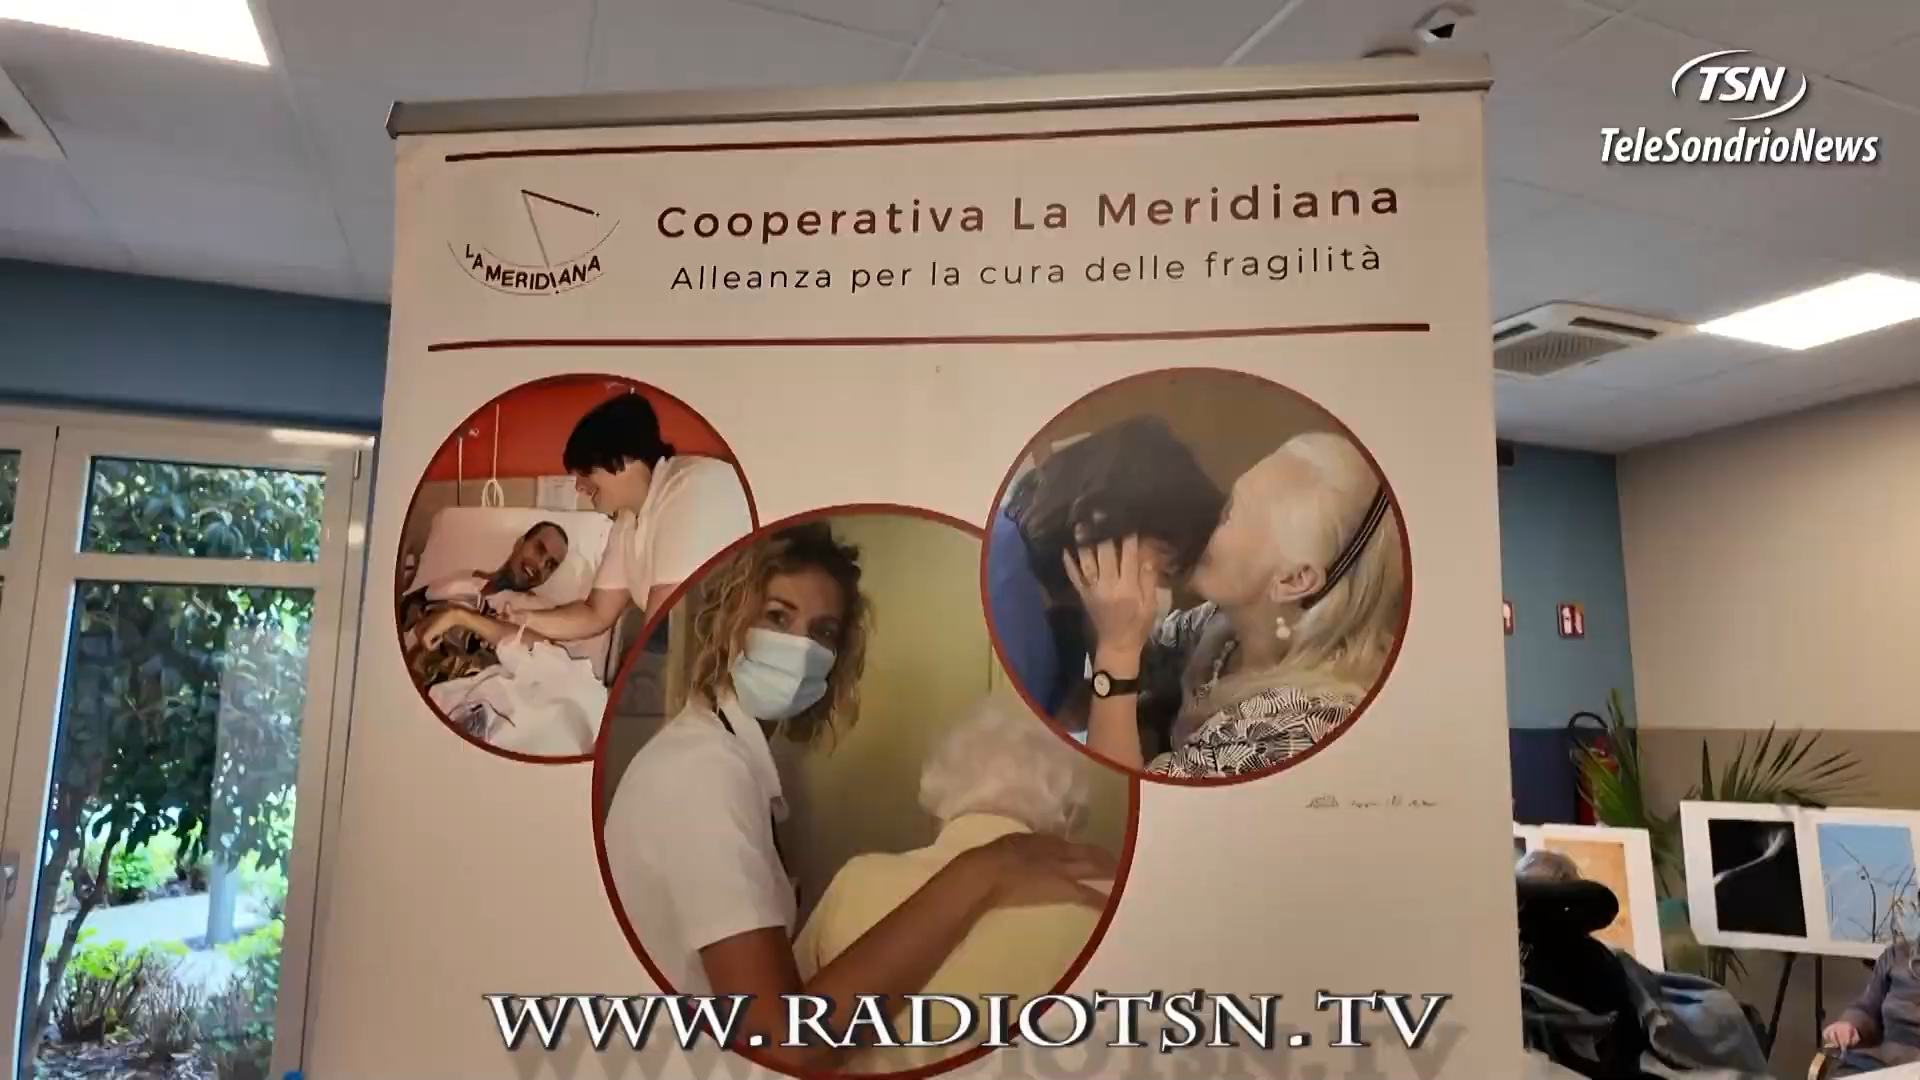 TSN
TeleSondrioNews
Cooperativa La Meridiana
Alleanza per la cura delle fragilità
LA MERIDIANA
WWW.RADIOTSN.TV